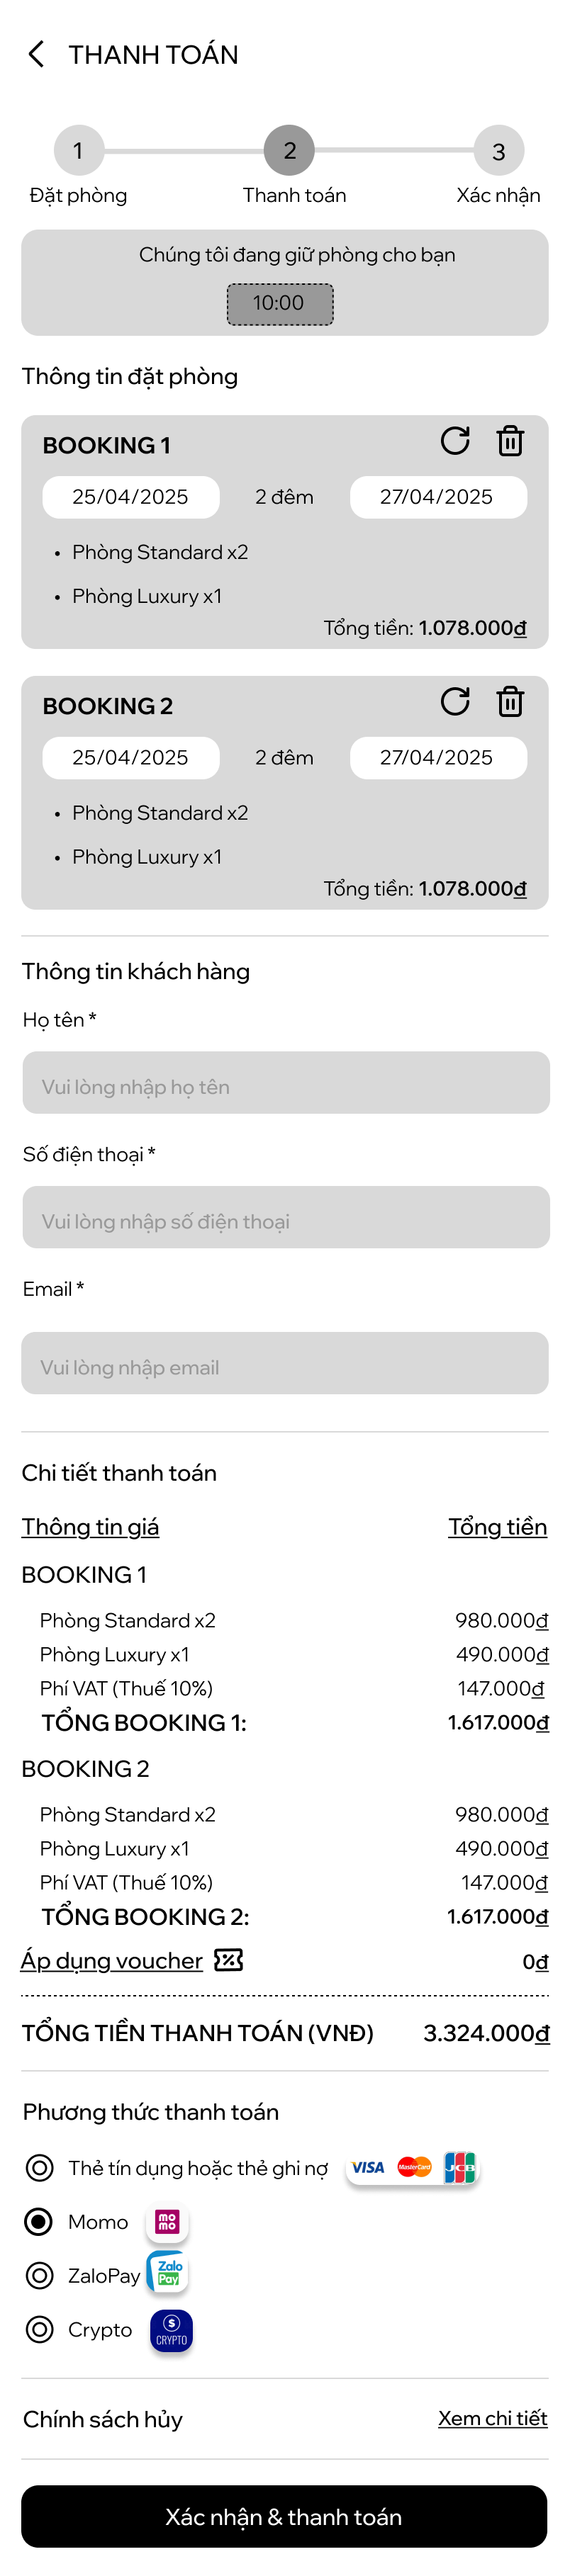 THANH TOÁN
1 2 3
Đặt phòng Thanh toán Xác nhận
Chúng tôi đang giữ phòng cho bạn
10:00
Thông tin đặt phòng
BOOKING 1
25/04/2025 2 đêm 27/04/2025
• Phòng Standard x2
• Phòng Luxury x1
Tổng tiền: 1.078.000₫
BOOKING 2
25/04/2025 2 đêm 27/04/2025
• Phòng Standard x2
• Phòng Luxury x1
Tổng tiền: 1.078.000₫
Thông tin khách hàng
Họ tên *
Vui lòng nhập họ tên
Số điện thoại *
Vui lòng nhập số điện thoại
Email *
Vui lòng nhập email
Chi tiết thanh toán
Thông tin giá Tổng tiền
BOOKING 1
Phòng Standard x2 980.000₫
Phòng Luxury x1 490.000₫
Phí VAT (Thuế 10%) 147.000₫
TỔNG BOOKING 1: 1.617.000₫
BOOKING 2
Phòng Standard x2 980.000₫
Phòng Luxury x1 490.000₫
Phí VAT (Thuế 10%) 147.000₫
TỔNG BOOKING 2: 1.617.000₫
Áp dụng voucher 0₫
TỔNG TIỀN THANH TOÁN (VNĐ) 3.324.000₫
Phương thức thanh toán
Thẻ tín dụng hoặc thẻ ghi nợ VISA MasterCard JCB
Momo mo mo
ZaloPay Zalo Pay
Crypto $ CRYPTO
Chính sách hủy Xem chi tiết
Xác nhận & thanh toán